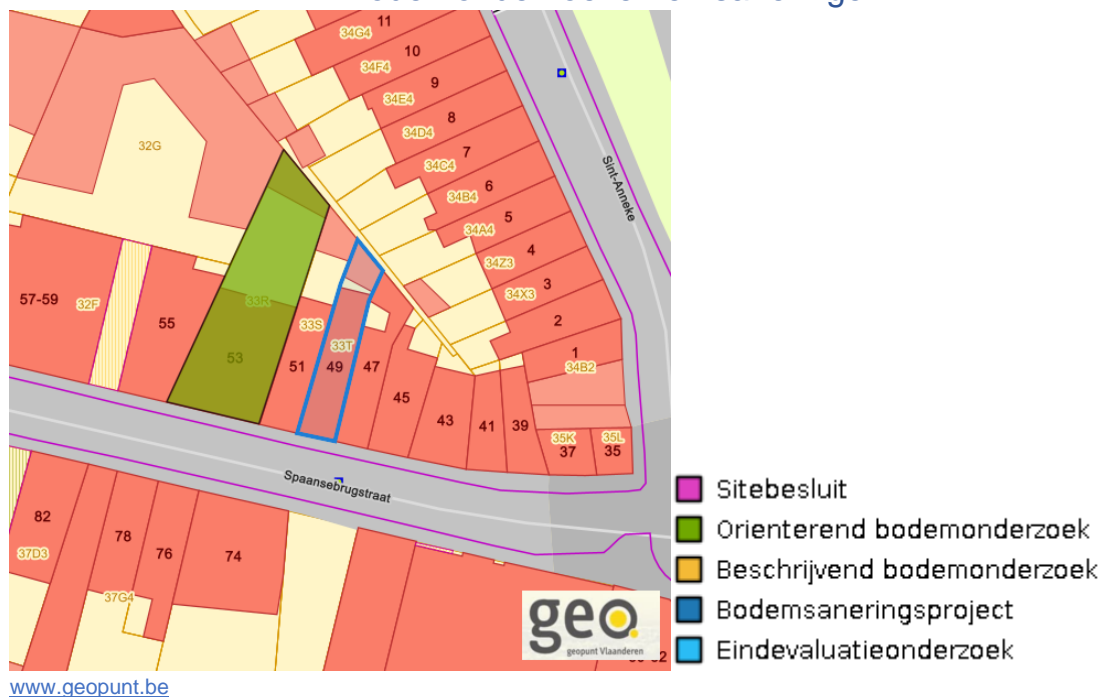 11
34G4
10
34F4
9
34E4
8
34D4
7
34C4
6
34B4
5
34A4
4
34Z3
3
34X3
2
1
34B2
Sint-Anneke
32G
57-59
32F
55
33R
53
33S
51
33T
49
47
45
43
41
39
35K
37
35L
35
Spaansebrugstraat
82
37D3
78
76
74
37G4
geo
geopunt Vlaanderen
Sitebesluit
Orienterend bodemonderzoek
Beschrijvend bodemonderzoek
Bodemsaneringsproject
Eindevaluatieonderzoek
www.geopunt.be